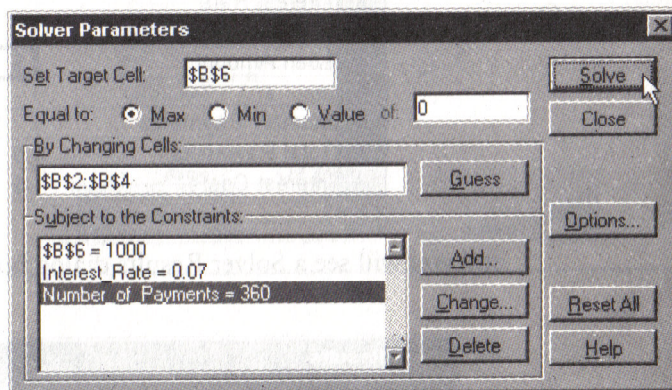 Solver Parameters
Set Target Cell: $B$6 Solve
Equal to: Max Min Value of: 0 Close
By Changing Cells:
$B$2:$B$4 Guess
Subject to the Constraints: Options...
$B$6 = 1000 Add...
Interest_Rate = 0.07
Number_of_Payments = 360 Change... Reset All
Delete Help
see a Solver